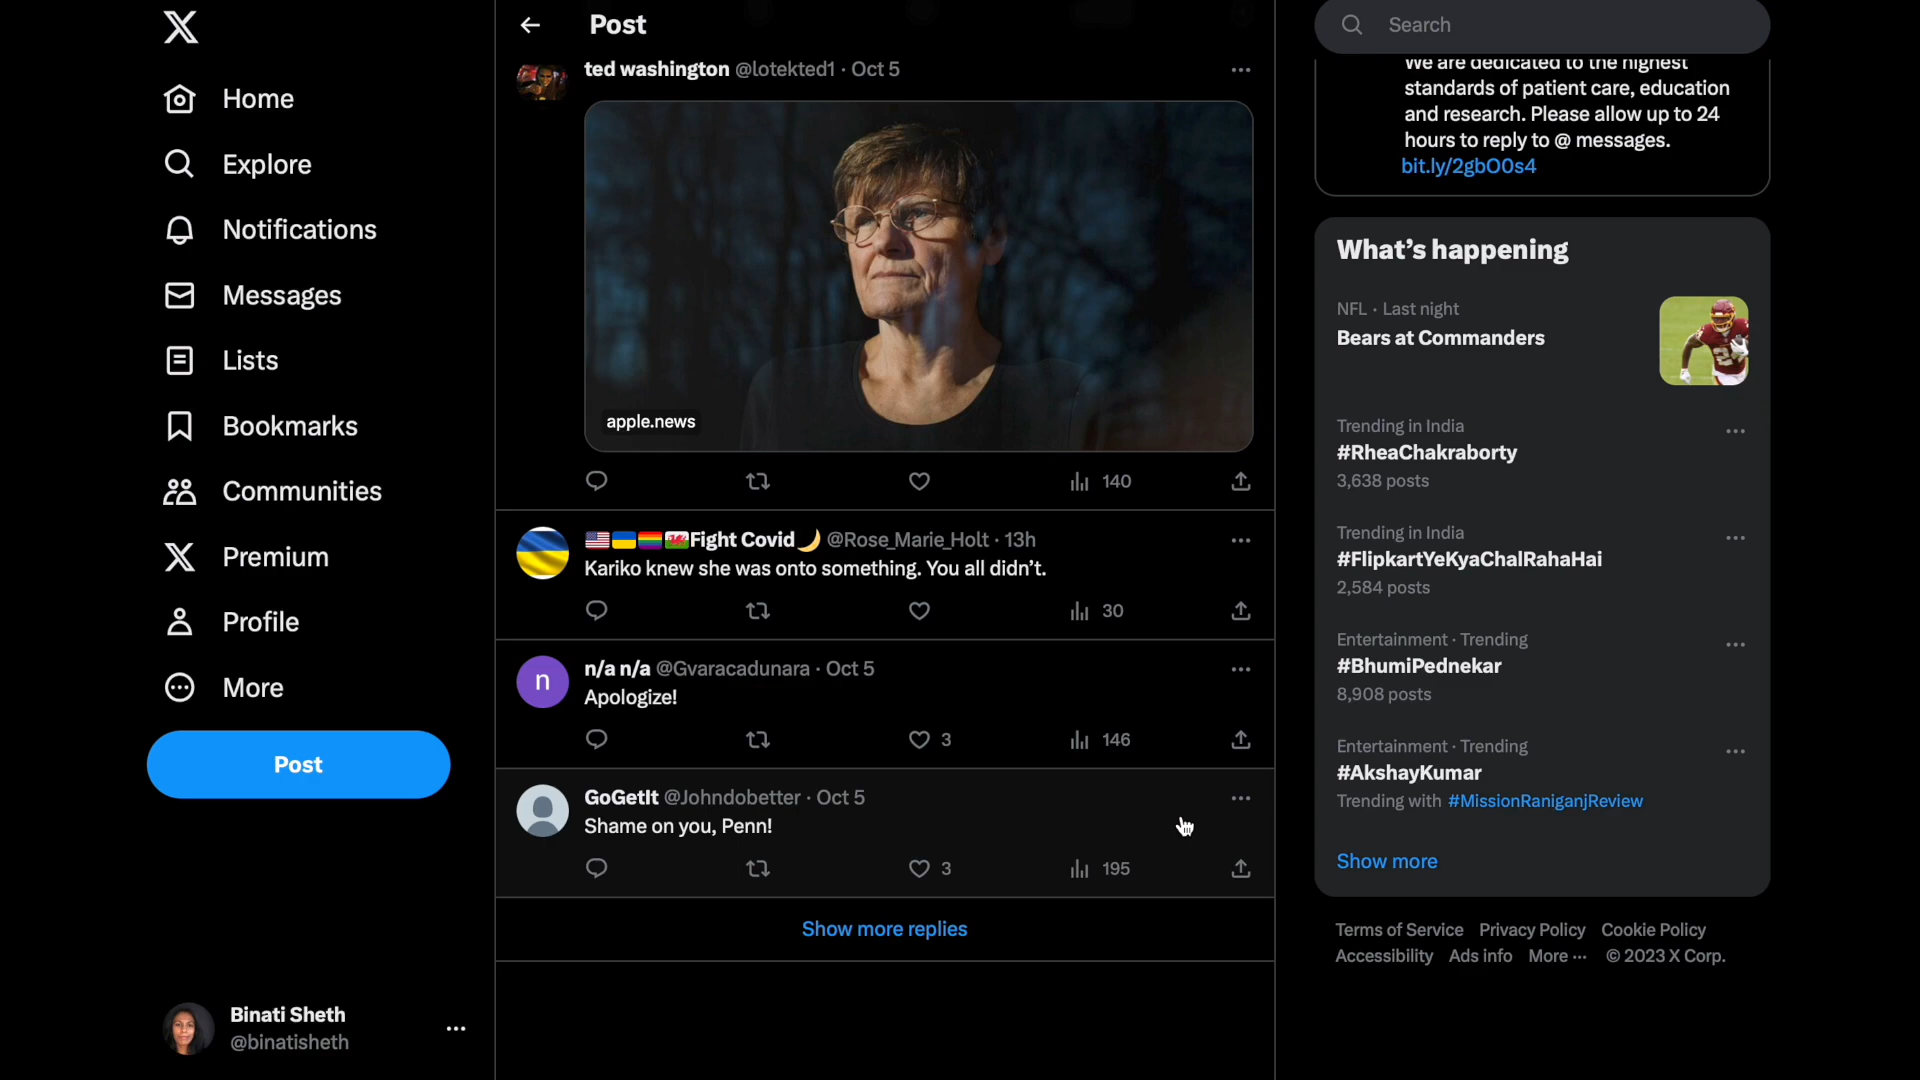 Home
Explore
Notifications
Messages
Lists
Bookmarks
Communities
Premium
Profile
More
Post
Binati Sheth
@binatisheth
Post
ted washington @lotekted1 · Oct 5
apple.news
140
Fight Covid🌙 @Rose_Marie_Holt · 13h
Kariko knew she was onto something. You all didn't.
30
n
n/a n/a @Gvaracadunara · Oct 5
Apologize!
3
146
GoGetIt @Johndobetter · Oct 5
Shame on you, Penn!
3
195
Show more replies
Search
We are dedicated to the highest
standards of patient care, education
and research. Please allow up to 24
hours to reply to @ messages.
bit.ly/2gbO0s4
What's happening
NFL · Last night
Bears at Commanders
Trending in India
#RheaChakraborty
3,638 posts
Trending in India
#FlipkartYeKyaChalRahaHai
2,584 posts
Entertainment · Trending
#BhumiPednekar
8,908 posts
Entertainment · Trending
#AkshayKumar
Trending with #MissionRaniganjReview
Show more
Terms of Service Privacy Policy Cookie Policy
Accessibility Ads info More ··· © 2023 X Corp.